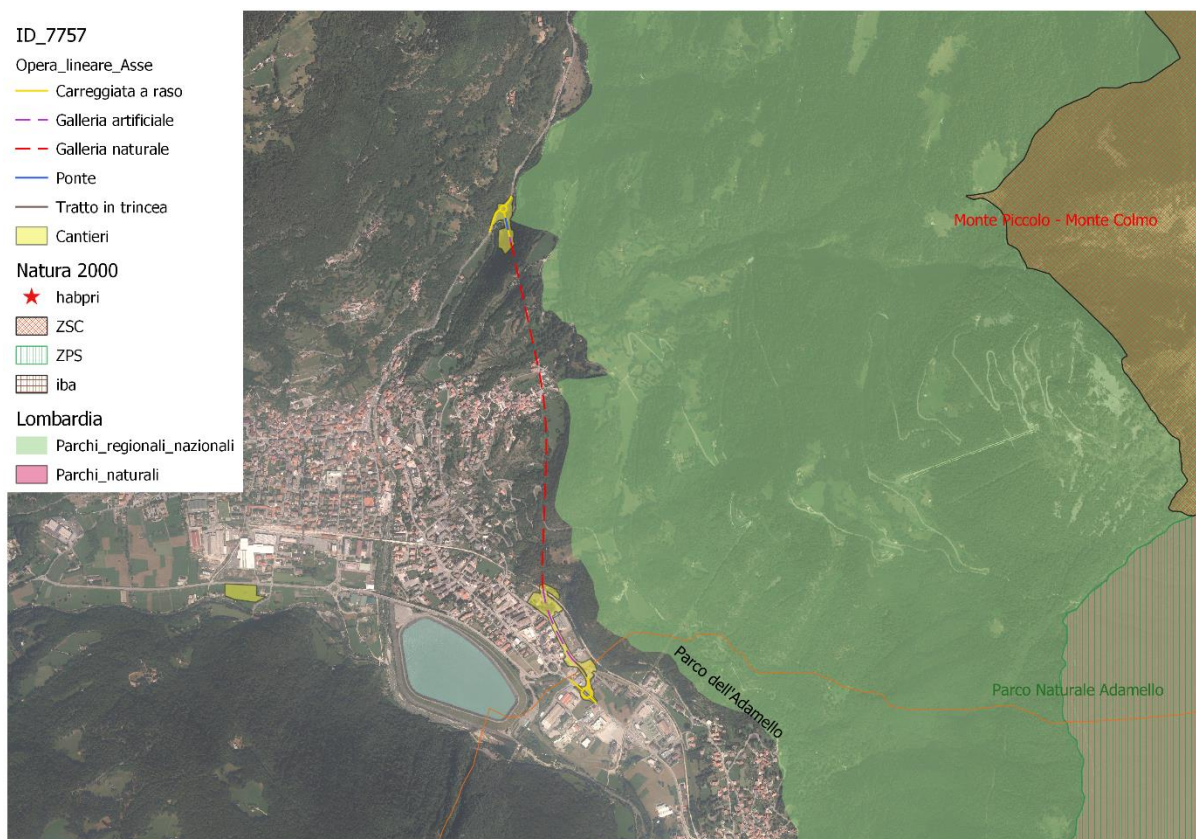 ID_7757
Opera_lineare_Asse
Carreggiata a raso
Galleria artificiale
Galleria naturale
Ponte
Tratto in trincea
Cantieri
Natura 2000
habpri
ZSC
ZPS
iba
Lombardia
Parchi_regionali_nazionali
Parchi_naturali
Monte Piccolo - Monte Colmo
Parco dell'Adamello
Parco Naturale Adamello